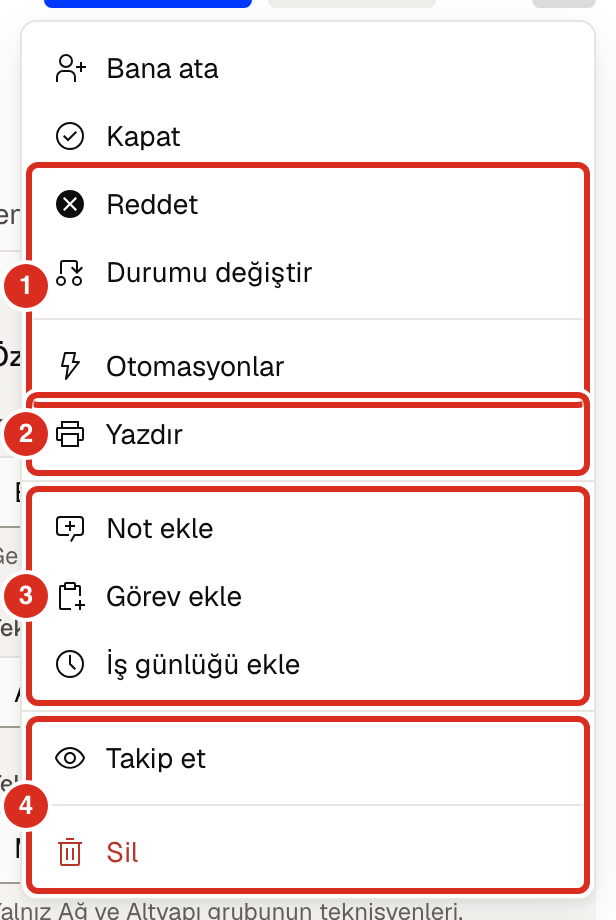 Bana ata
Kapat
Reddet
1
Durumu değiştir
Otomasyonlar
2
Yazdır
Not ekle
3
Görev ekle
İş günlüğü ekle
Takip et
4
Sil
Yalnız Ağ ve Altyapı grubunun teknisyenleri.